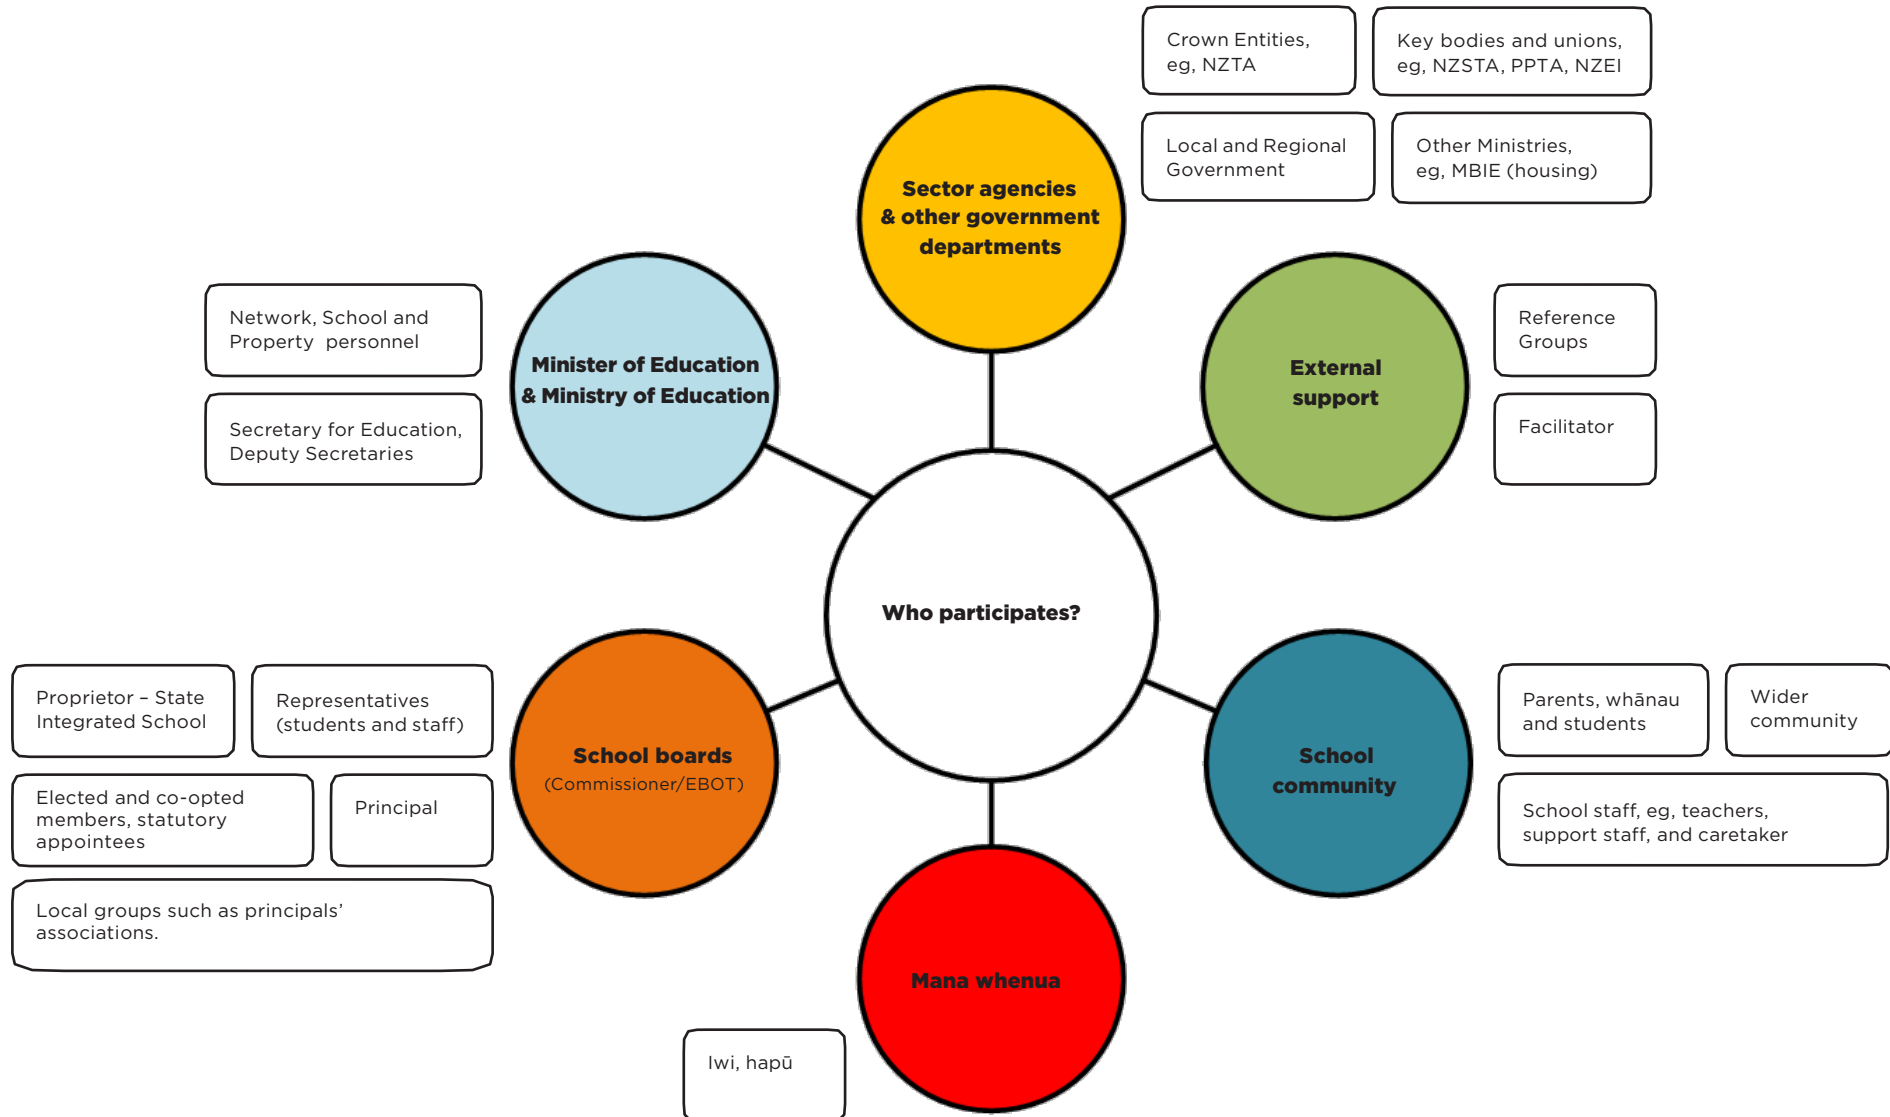 Crown Entities,
eg, NZTA
Key bodies and unions,
eg, NZSTA, PPTA, NZEI
Local and Regional
Government
Other Ministries,
eg, MBIE (housing)
Sector agencies
& other government
departments
Network, School and
Property personnel
Secretary for Education,
Deputy Secretaries
Minister of Education
& Ministry of Education
External
support
Reference
Groups
Facilitator
Who participates?
Proprietor – State
Integrated School
Representatives
(students and staff)
Elected and co-opted
members, statutory
appointees
Principal
Local groups such as principals’
associations.
School boards
(Commissioner/EBOT)
School
community
Parents, whānau
and students
Wider
community
School staff, eg, teachers,
support staff, and caretaker
Mana whenua
Iwi, hapū